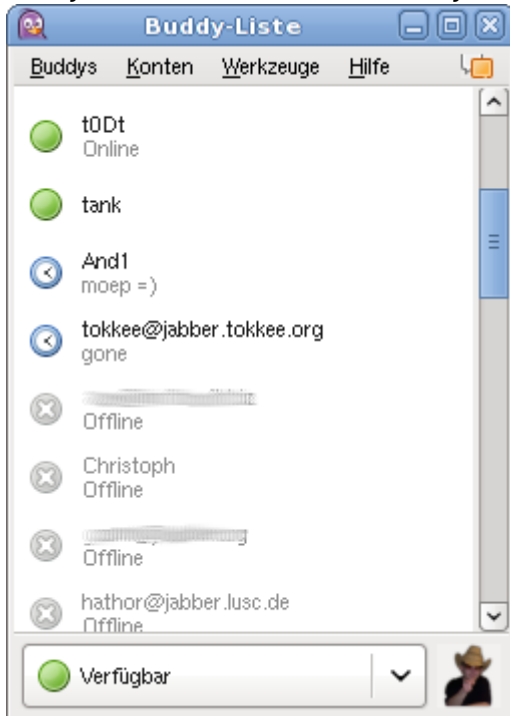 Buddy-Liste
Buddys Konten Werkzeuge Hilfe
t0Dt
Online
tank
And1
moep =)
tokkee@jabber.tokkee.org
gone
Offline
Christoph
Offline
Offline
hathor@jabber.lusc.de
Offline
Verfügbar